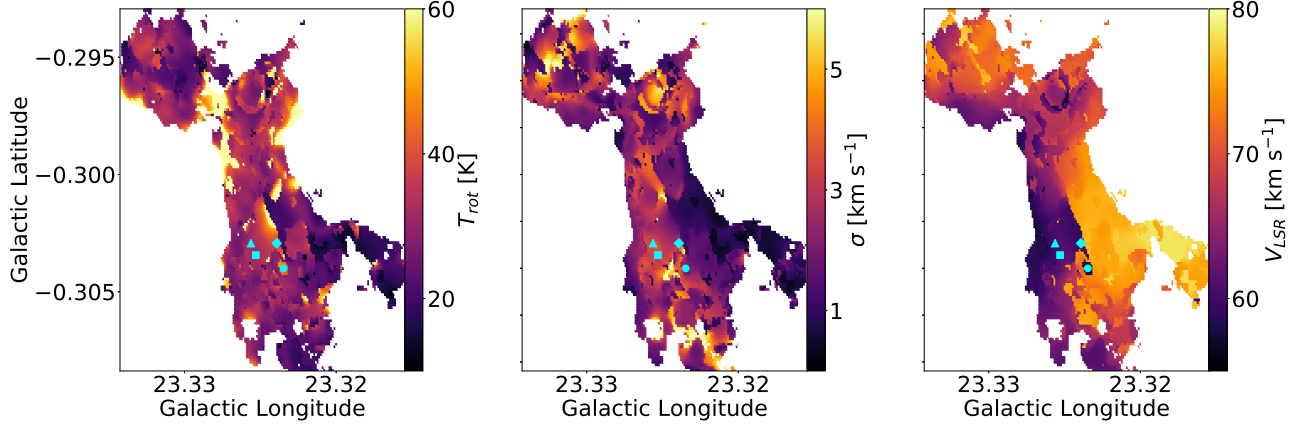 Galactic Latitude
−0.295
−0.300
−0.305
23.33
23.32
Galactic Longitude
60
40
20
T_rot [K]
23.33
23.32
Galactic Longitude
5
3
1
σ [km s⁻¹]
23.33
23.32
Galactic Longitude
80
70
60
V_LSR [km s⁻¹]